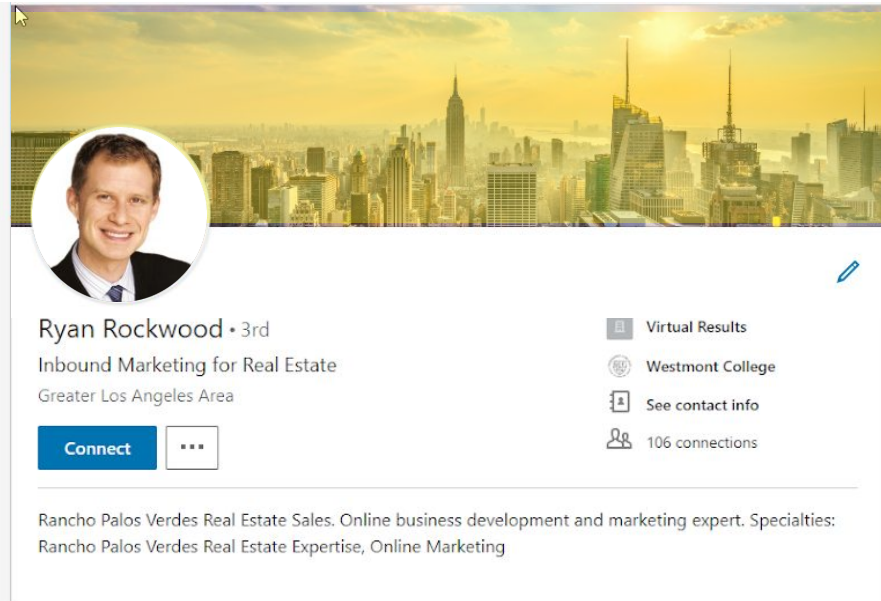 Ryan Rockwood • 3rd
Inbound Marketing for Real Estate
Greater Los Angeles Area
Connect
Virtual Results
Westmont College
See contact info
106 connections
Rancho Palos Verdes Real Estate Sales. Online business development and marketing expert. Specialties:
Rancho Palos Verdes Real Estate Expertise, Online Marketing